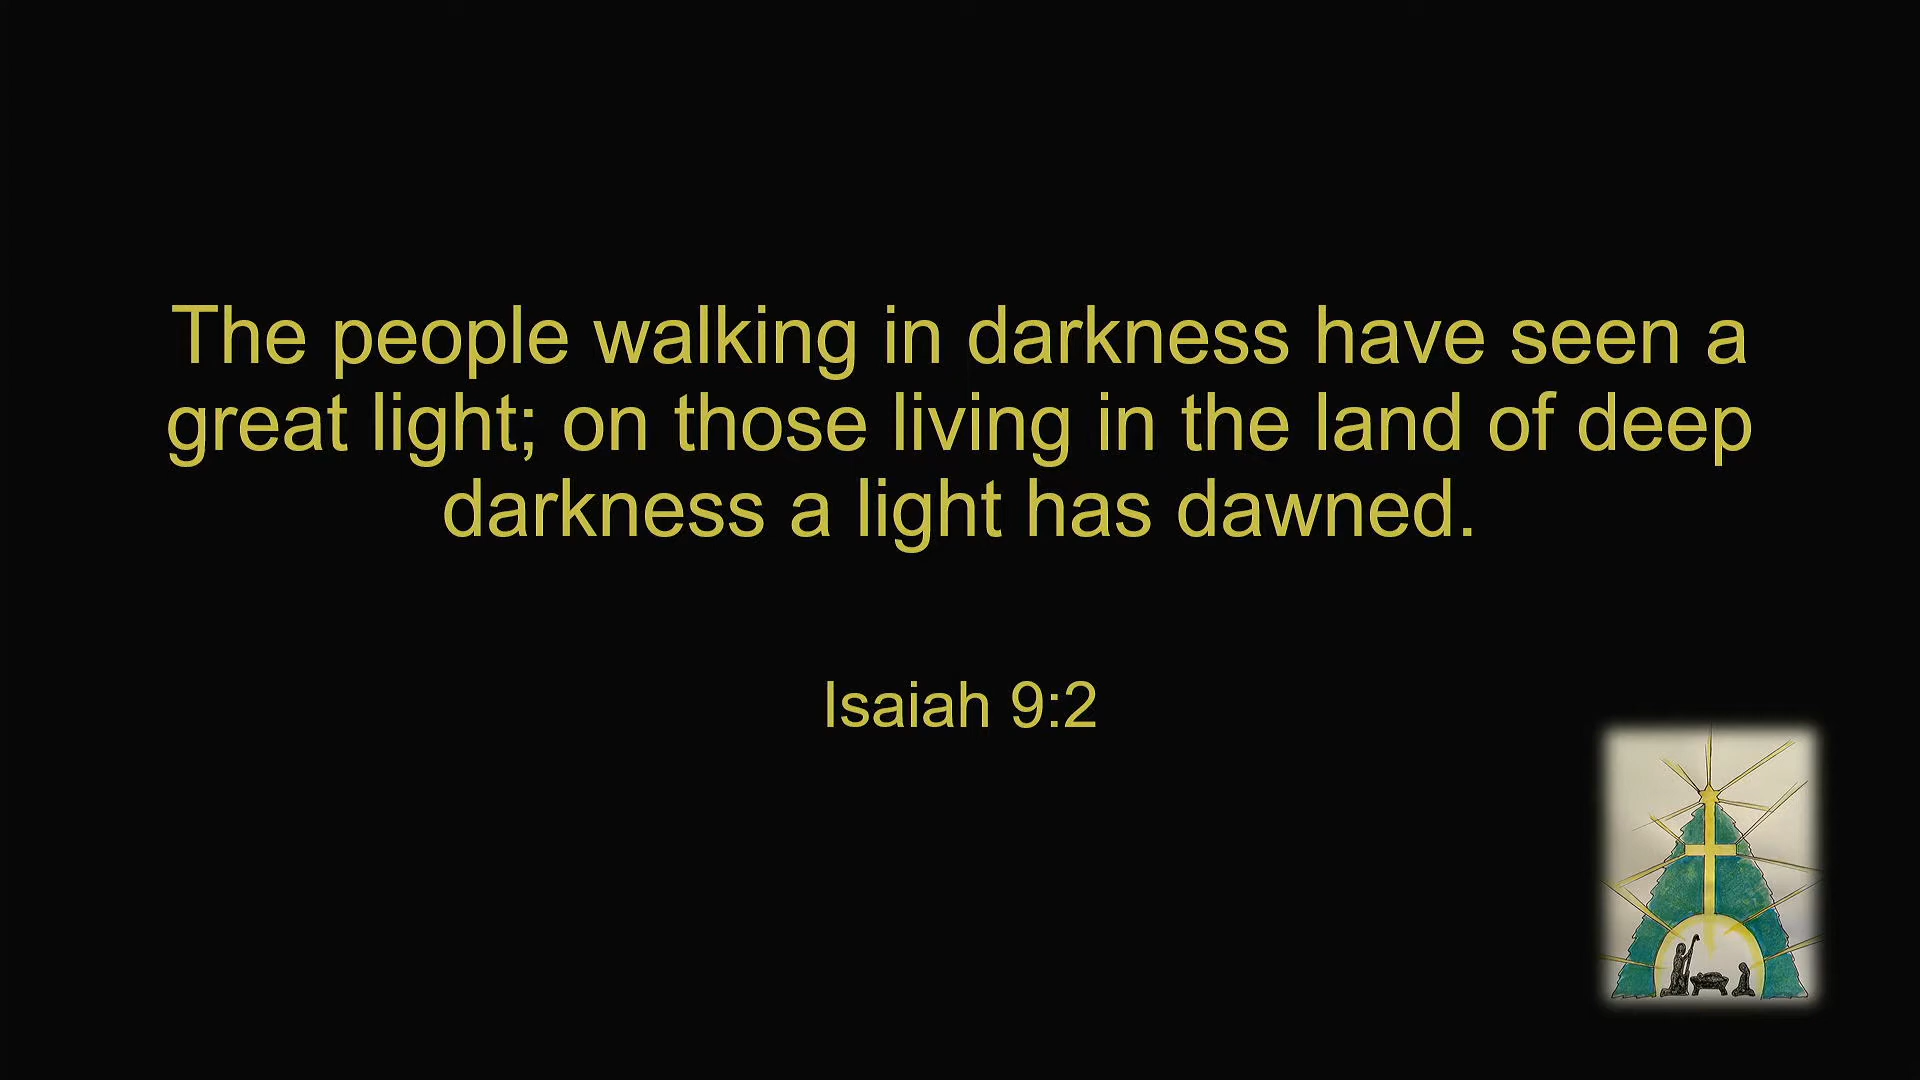 The people walking in darkness have seen a
great light; on those living in the land of deep
darkness a light has dawned.
Isaiah 9:2